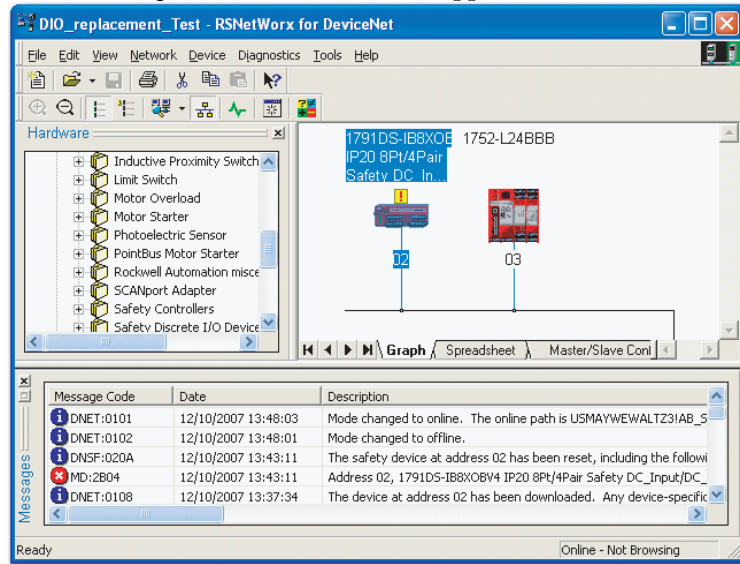 DIO_replacement_Test - RSNetWorx for DeviceNet
File Edit View Network Device Diagnostics Tools Help
Hardware
Inductive Proximity Switch
Limit Switch
Motor Overload
Motor Starter
Photoelectric Sensor
PointBus Motor Starter
Rockwell Automation misce
SCANport Adapter
Safety Controllers
Safety Discrete I/O Device
1791DS-IB8XOB 1752-L24BBB
IP20 8Pt/4Pair
Safety DC_In...
02 03
Graph Spreadsheet Master/Slave Conf
Messages
Message Code Date Description
DNET:0101 12/10/2007 13:48:03 Mode changed to online. The online path is USMAYWEWALTZ3!AB_S
DNET:0102 12/10/2007 13:48:01 Mode changed to offline.
DNSF:020A 12/10/2007 13:43:11 The safety device at address 02 has been reset, including the followi
MD:2B04 12/10/2007 13:43:11 Address 02, 1791DS-IB8XOBV4 IP20 8Pt/4Pair Safety DC_Input/DC_
DNET:0108 12/10/2007 13:37:34 The device at address 02 has been downloaded. Any device-specific
Ready Online - Not Browsing